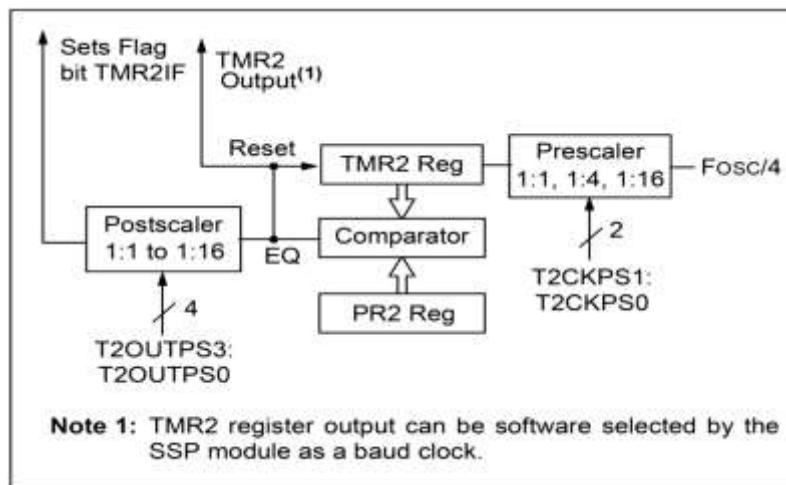 Sets Flag
bit TMR2IF
TMR2
Output(1)
Reset
TMR2 Reg
Prescaler
1:1, 1:4, 1:16
FOSC/4
Postscaler
1:1 to 1:16
EQ
Comparator
2
T2CKPS1:
T2CKPS0
PR2 Reg
4
T2OUTPS3:
T2OUTPS0
Note 1: TMR2 register output can be software selected by the
SSP module as a baud clock.